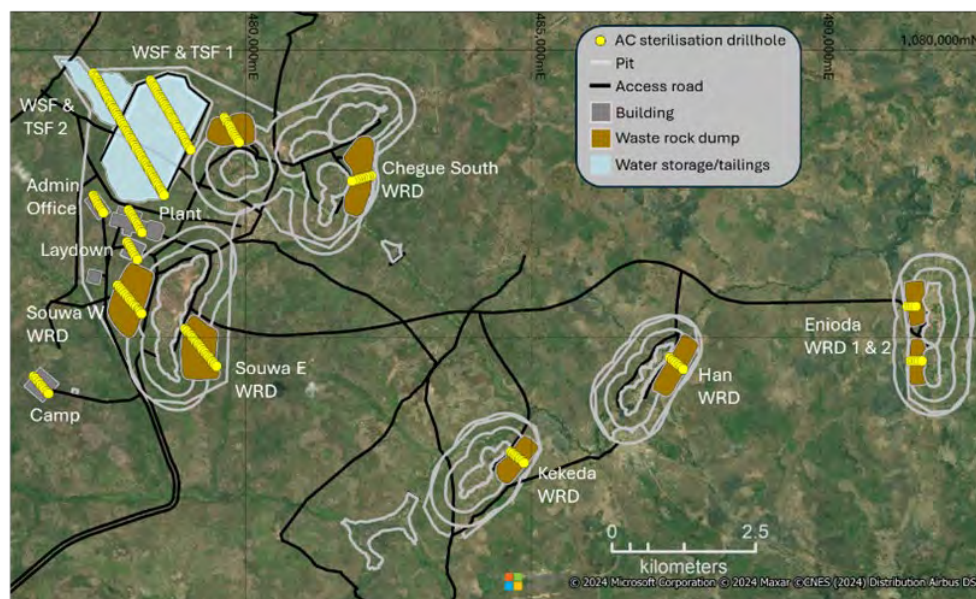 WSF & TSF 1
WSF &
TSF 2
Admin
Office
Plant
Laydown
Souwa W
WRD
Camp
Souwa E
WRD
Chegue South
WRD
Kekeda
WRD
Han
WRD
Enioda
WRD 1 & 2
480,000mE
485,000mE
490,000mE
1,080,000mN
AC sterilisation drillhole
Pit
Access road
Building
Waste rock dump
Water storage/tailings
0 2.5
kilometers
© 2024 Microsoft Corporation © 2024 Maxar ©CNES (2024) Distribution Airbus DS